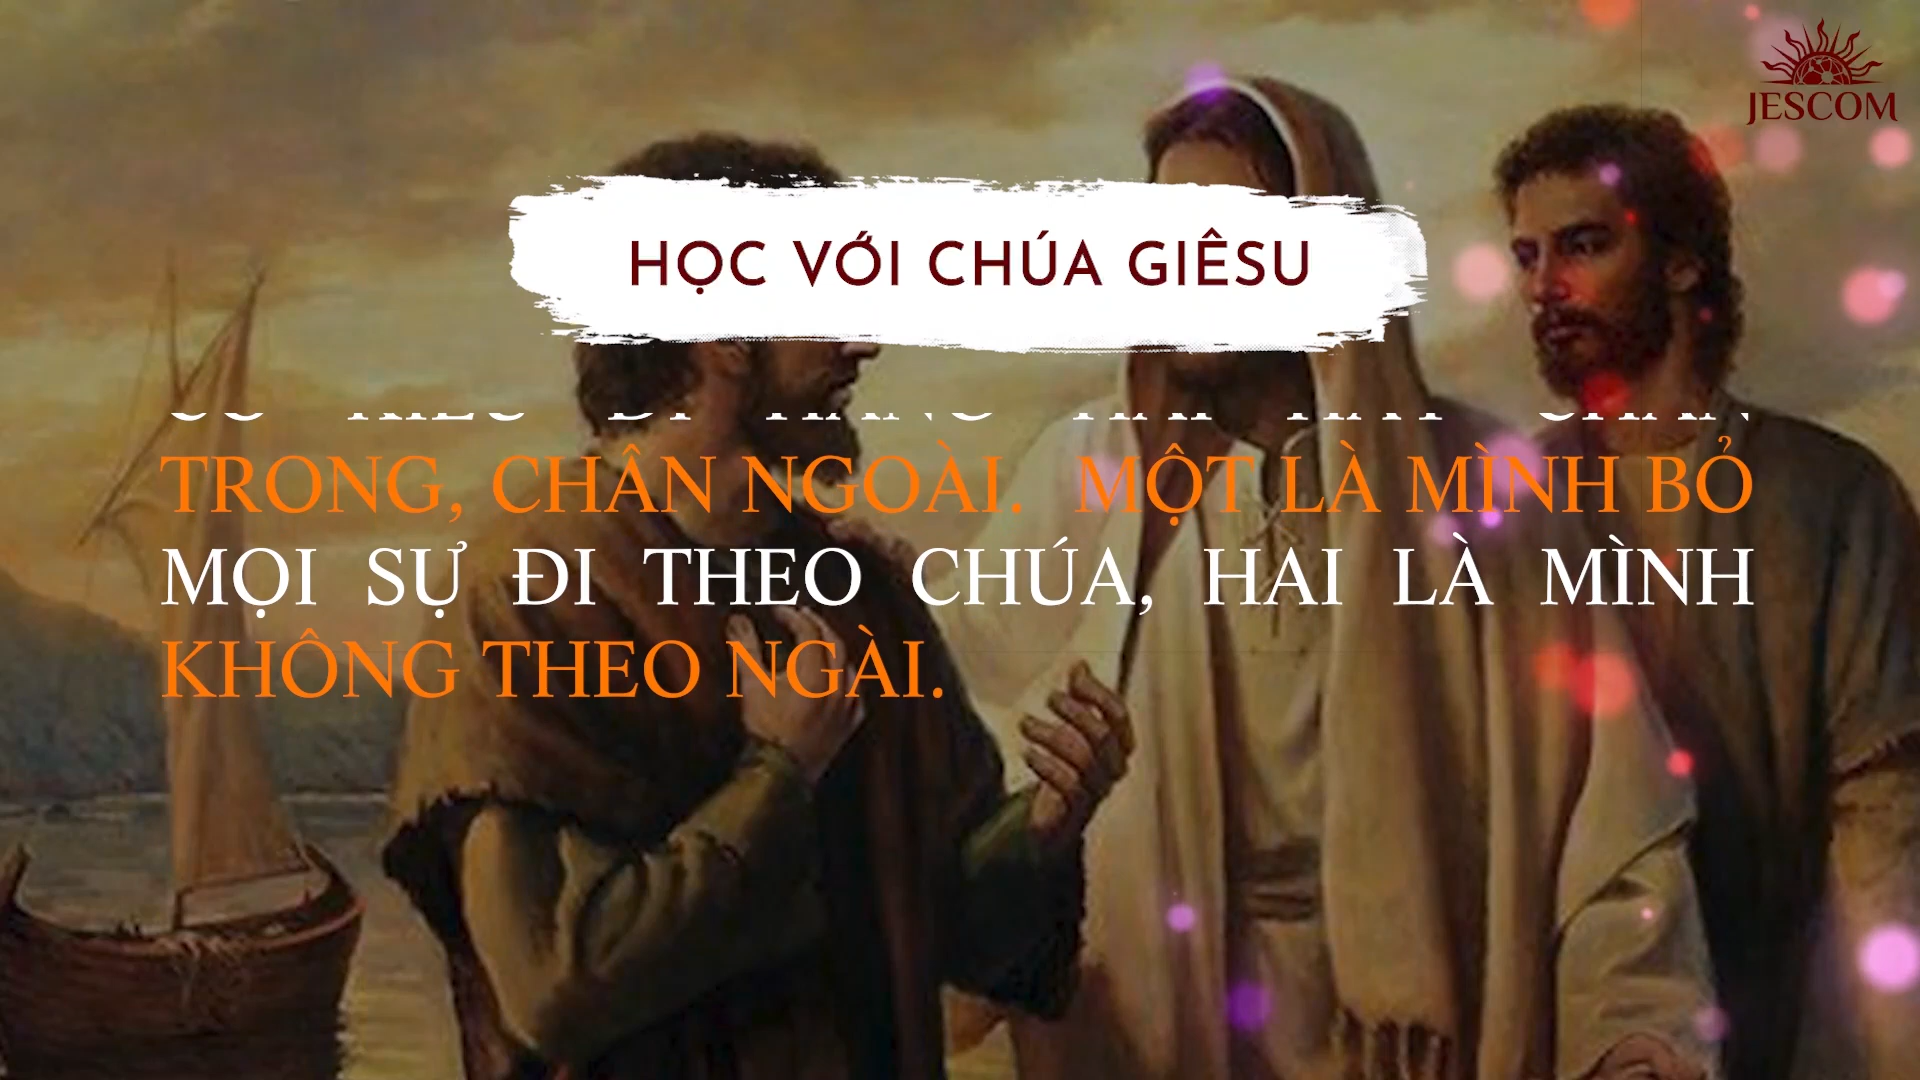 JESCOM
HỌC VỚI CHÚA GIÊSU
TRONG, CHÂN NGOÀI. MỘT LÀ MÌNH BỎ
MỌI SỰ ĐI THEO CHÚA, HAI LÀ MÌNH
KHÔNG THEO NGÀI.